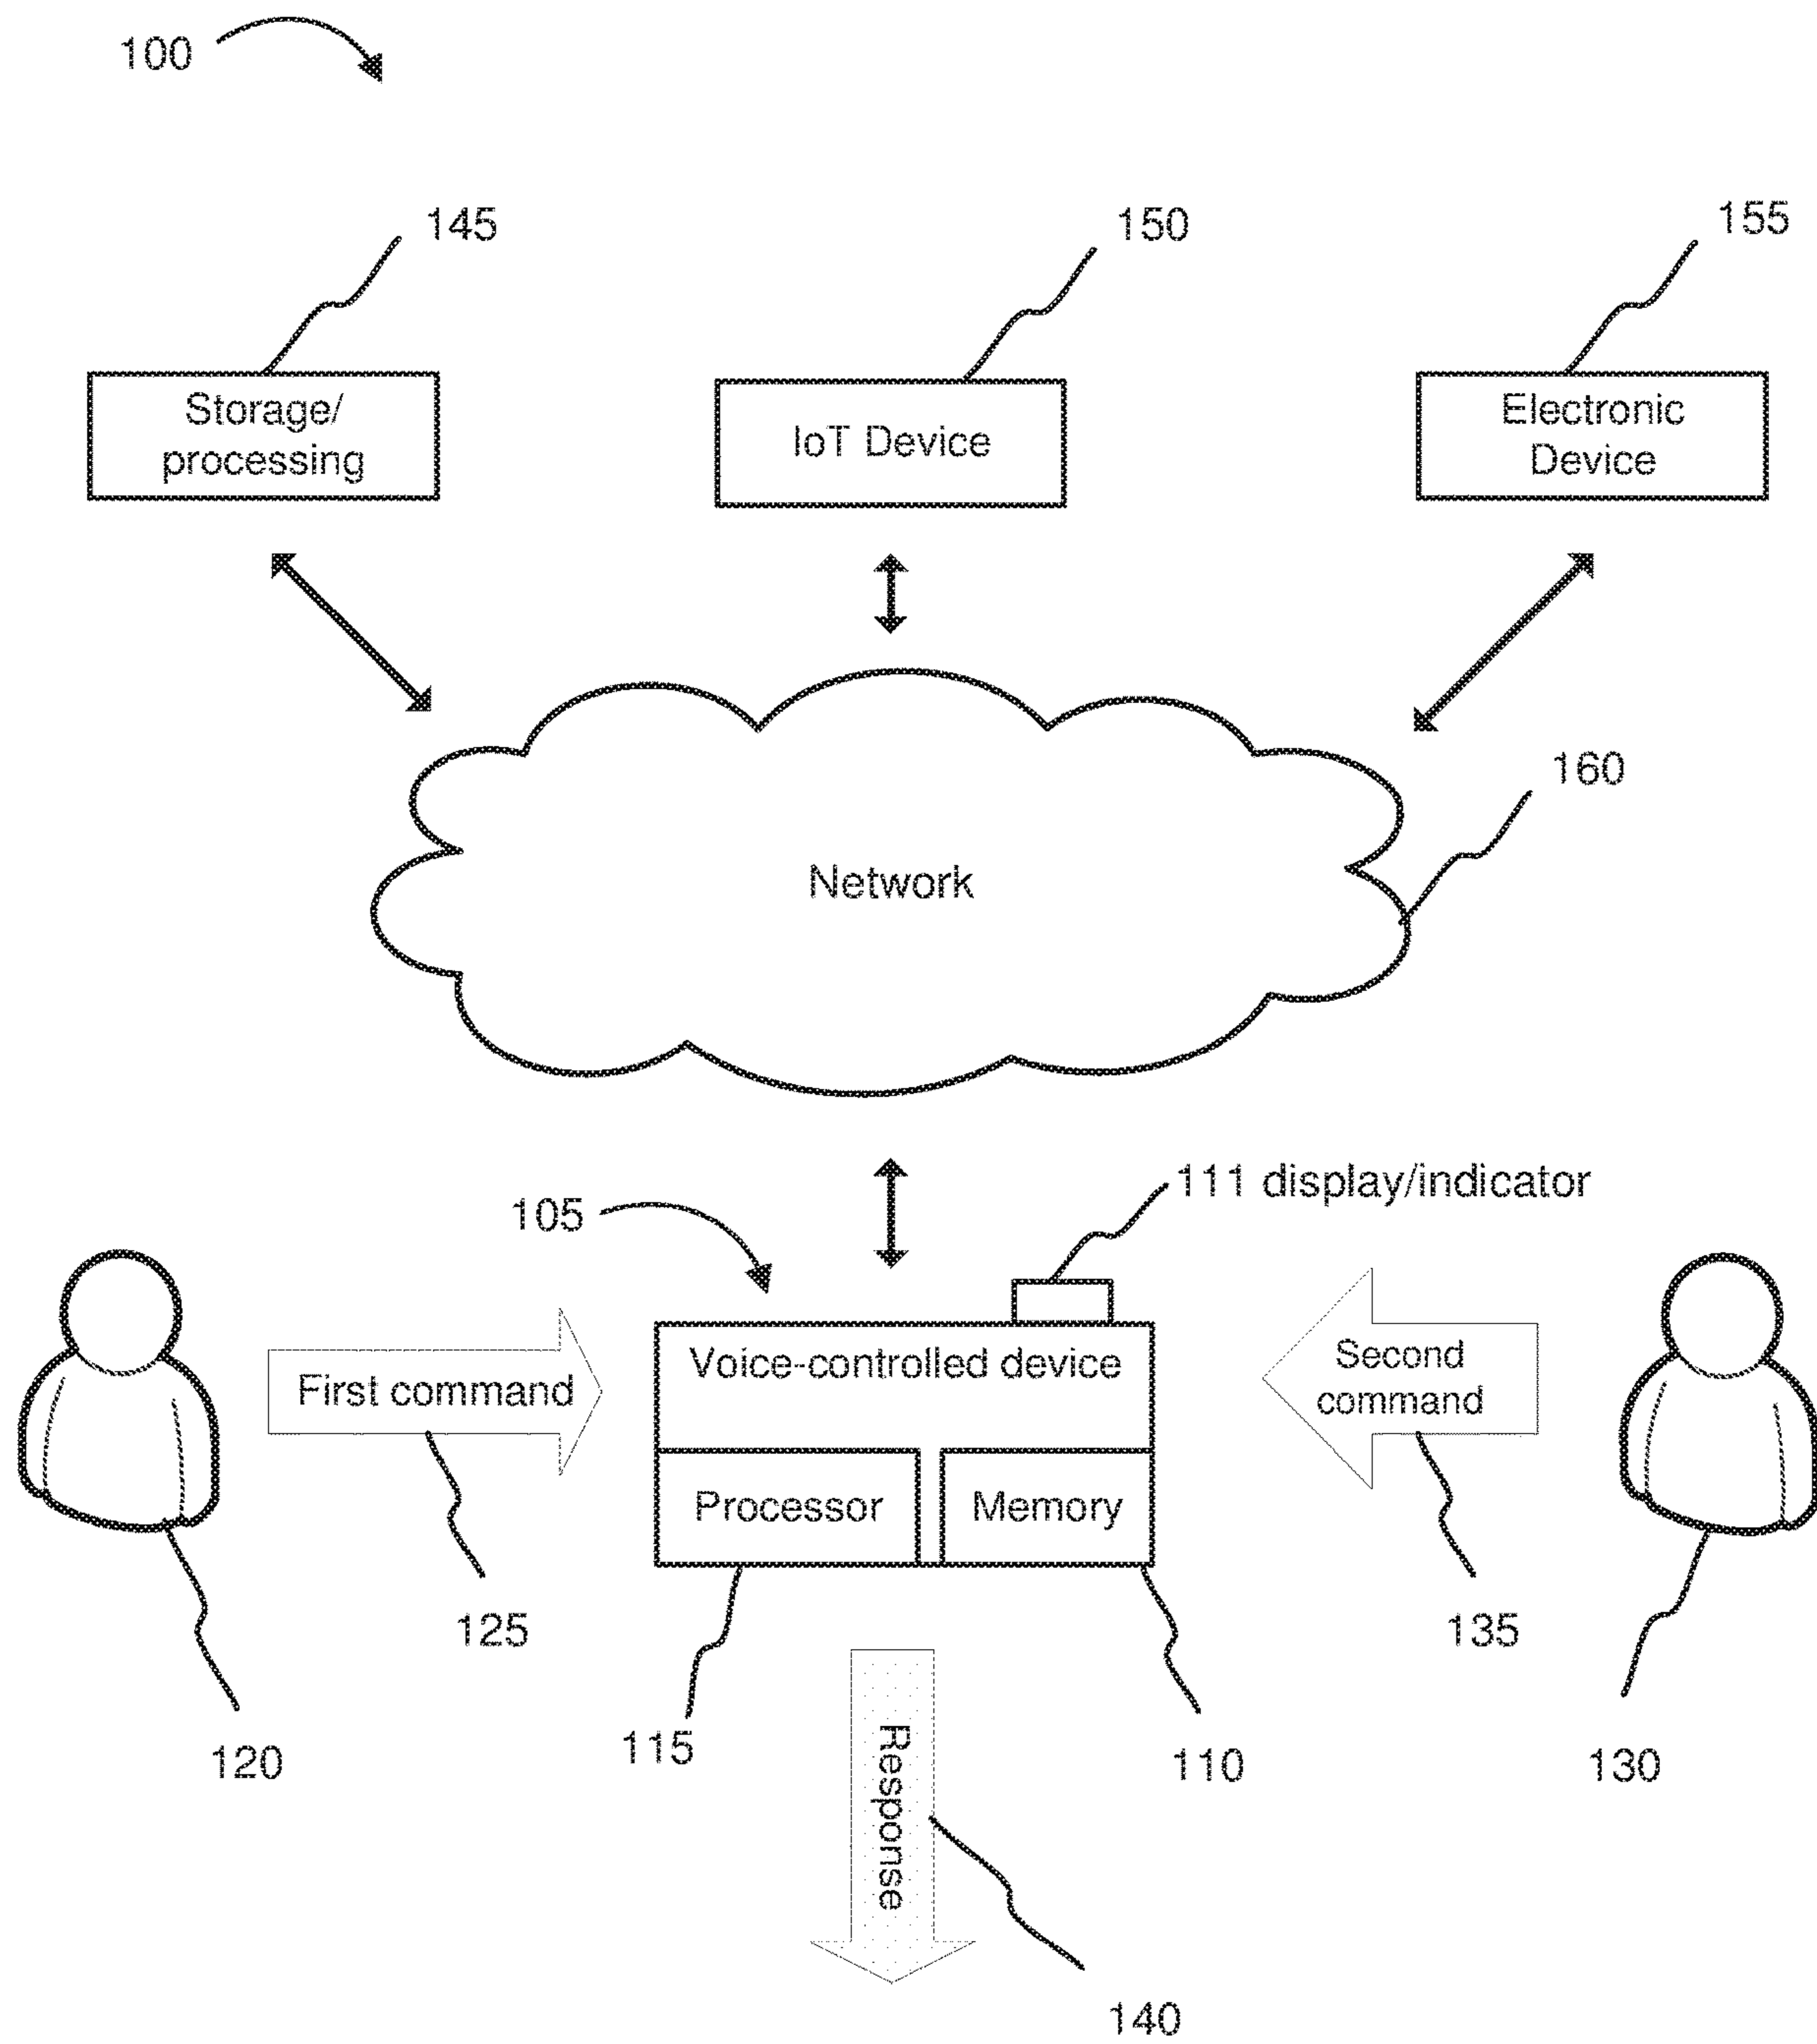 100
145
150
155
Storage/
processing
IoT Device
Electronic
Device
160
Network
111 display/indicator
105
Voice-controlled device
First command
Second
command
Processor
Memory
125
135
120
115
110
130
Response
140